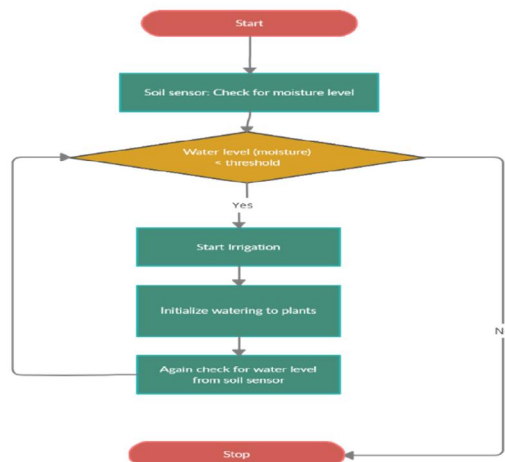 Start
Soil sensor: Check for moisture level
Water level (moisture)
< threshold
Yes
Start Irrigation
Initialize watering to plants
N
Again check for water level
from soil sensor
Stop